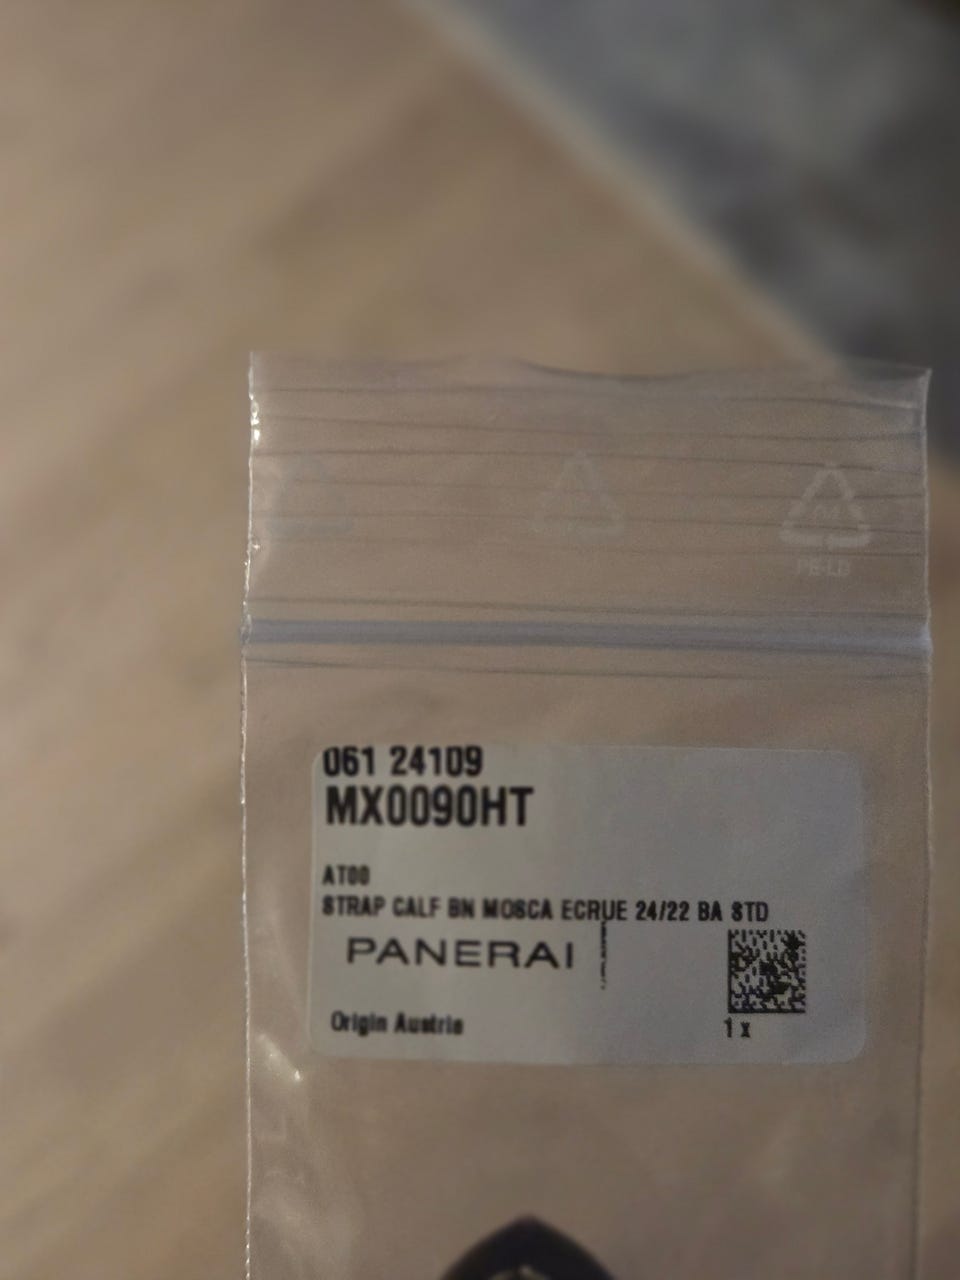 061 24109
MX0090HT
AT00
STRAP CALF BN MOSCA ECRUE 24/22 BA STD
PANERAI
Origin Austria
1 x
04
PE-LD